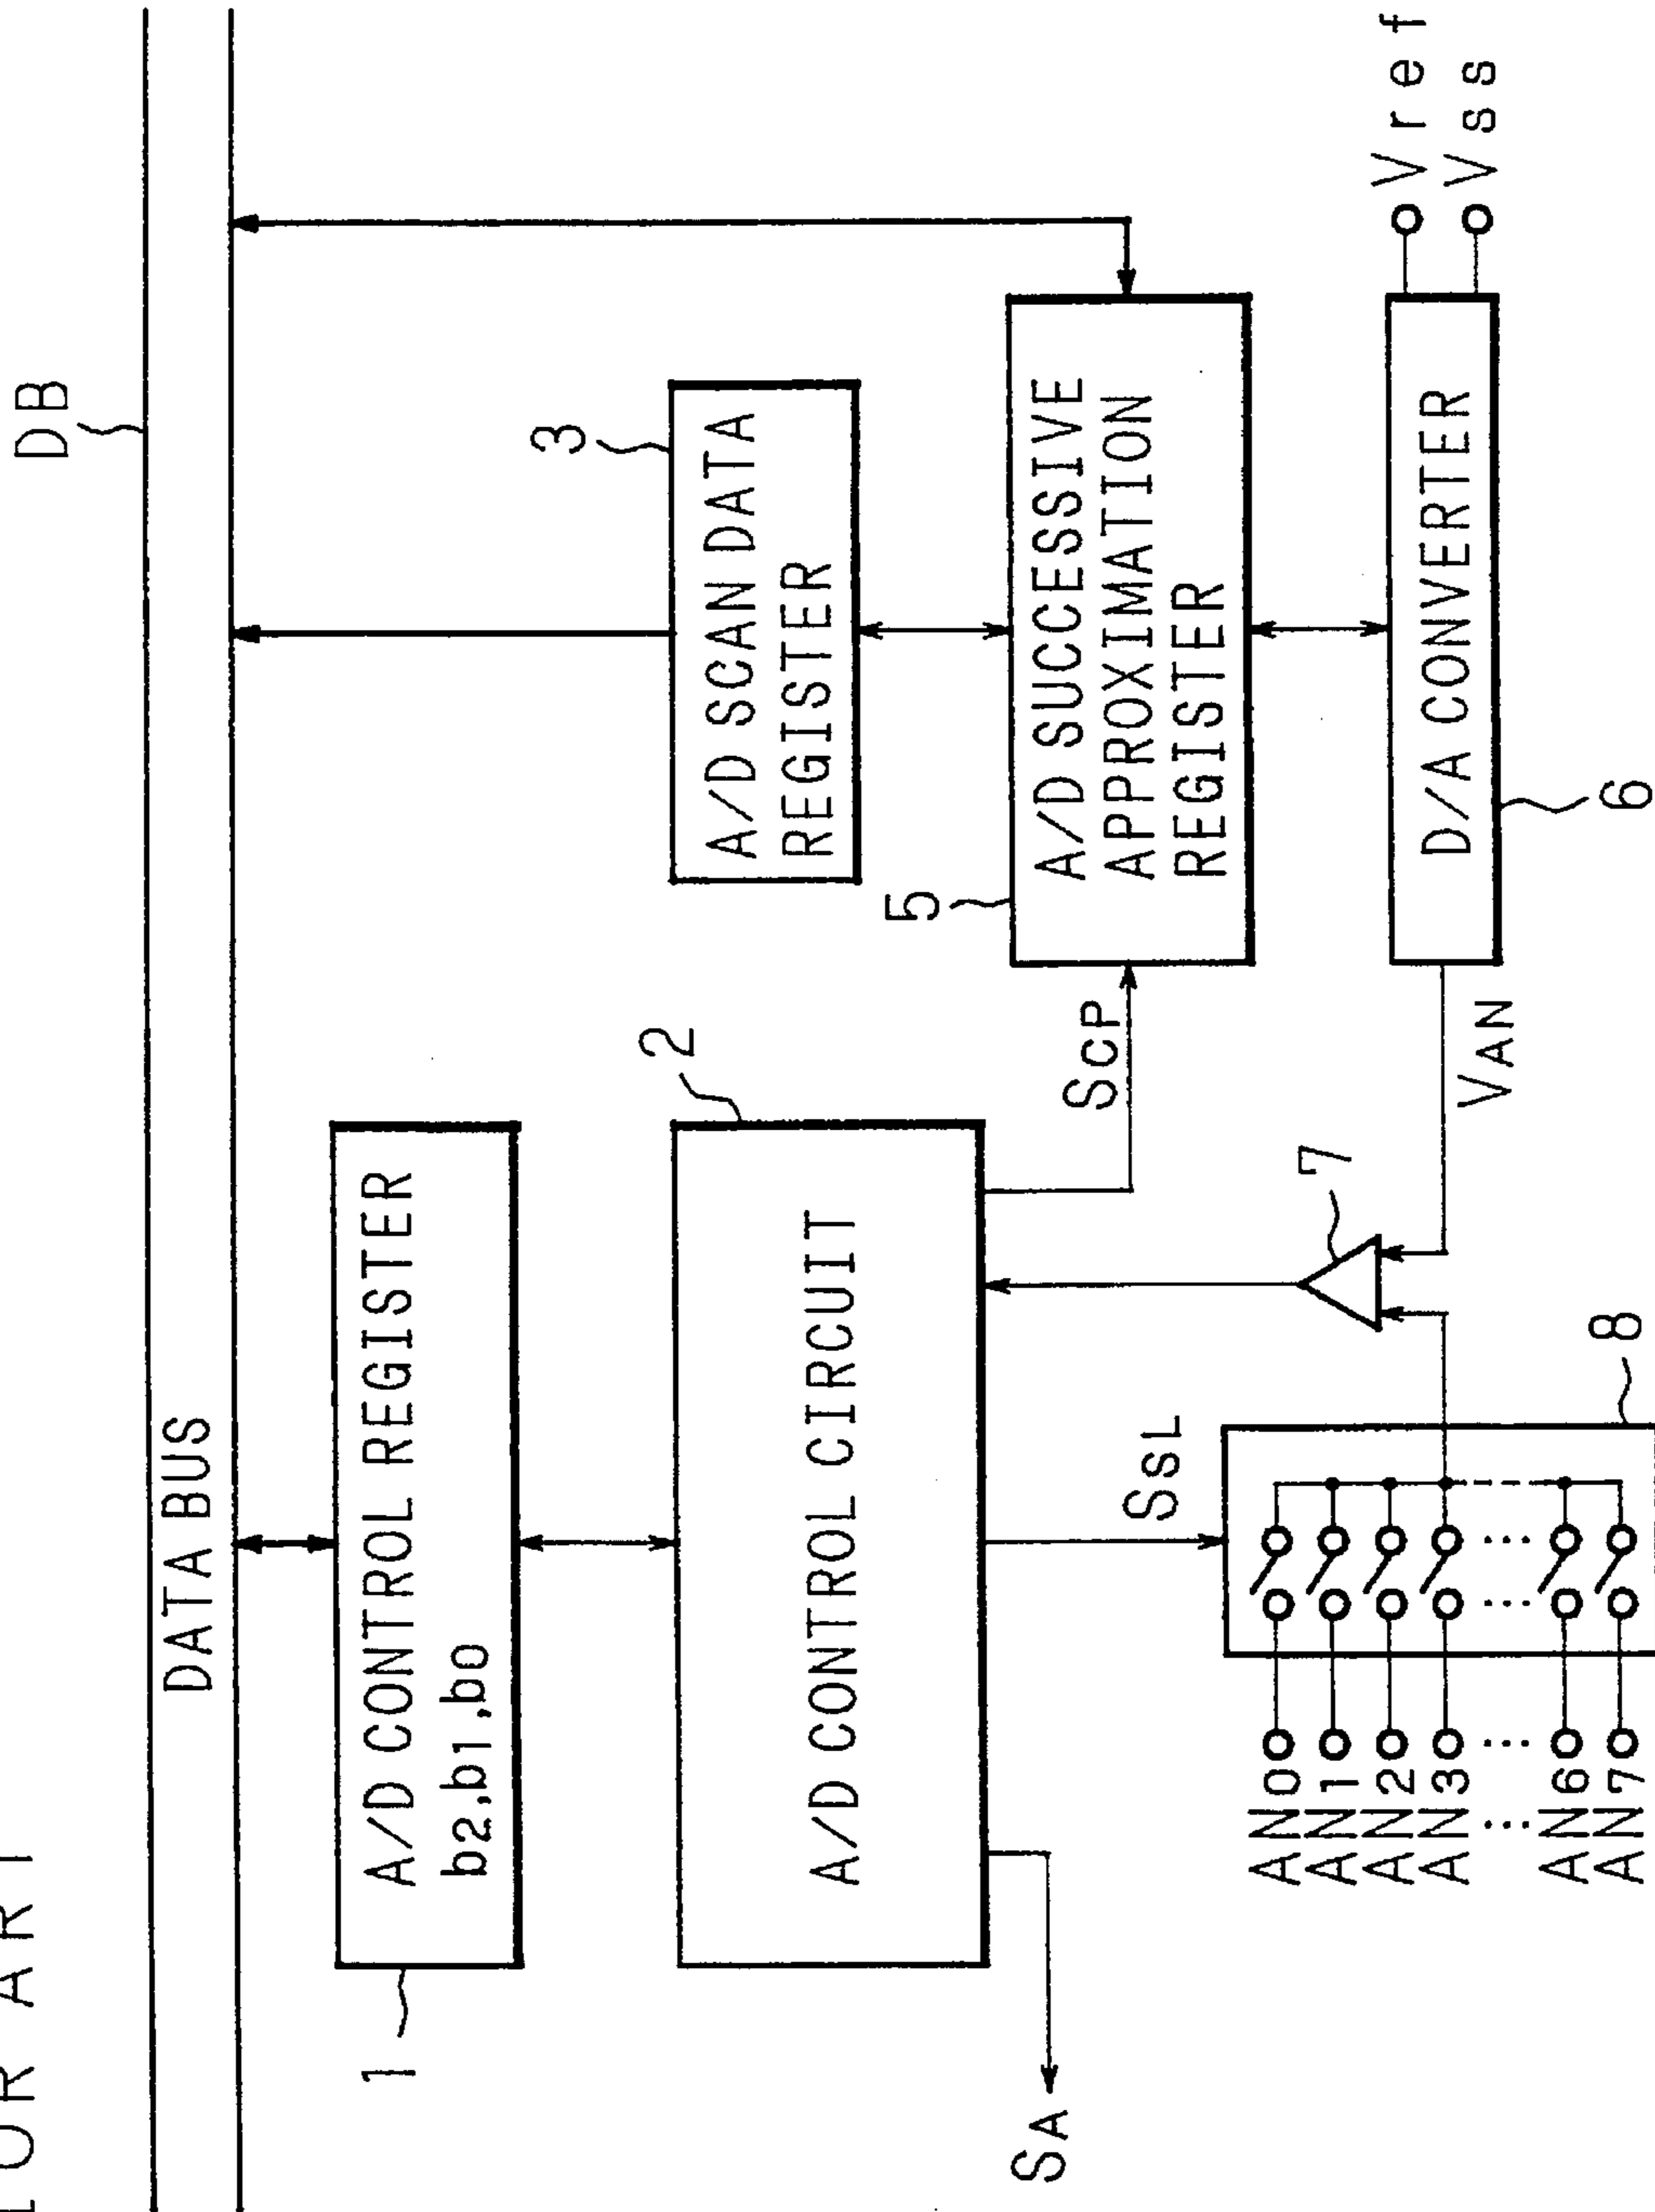 ART
DB
DATA BUS
1
A/D CONTROL REGISTER
b2,b1,b0
3
A/D SCAN DATA
REGISTER
2
A/D CONTROL CIRCUIT
5
A/D SUCCESSIVE
APPROXIMATION
REGISTER
SA
SSL
SCP
7
VAN
D/A CONVERTER
6
Vref
Vss
8
AN0
AN1
AN2
AN3
...
AN6
AN7